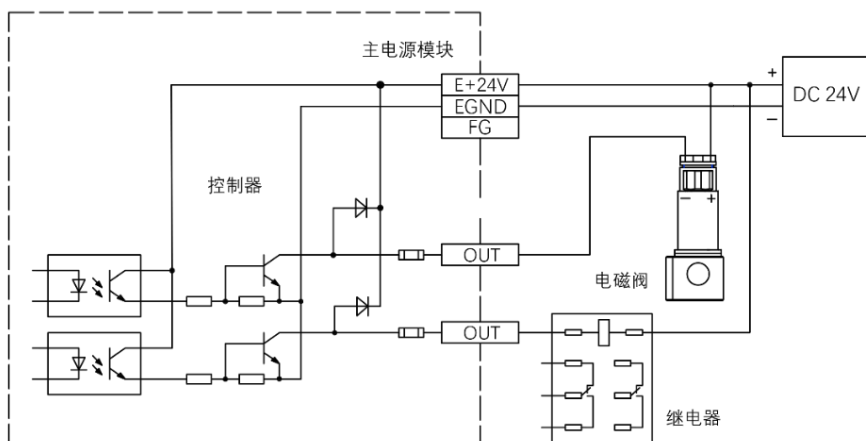 主电源模块
E+24V
+
DC 24V
EGND
−
FG
控制器
− +
OUT
电磁阀
OUT
继电器